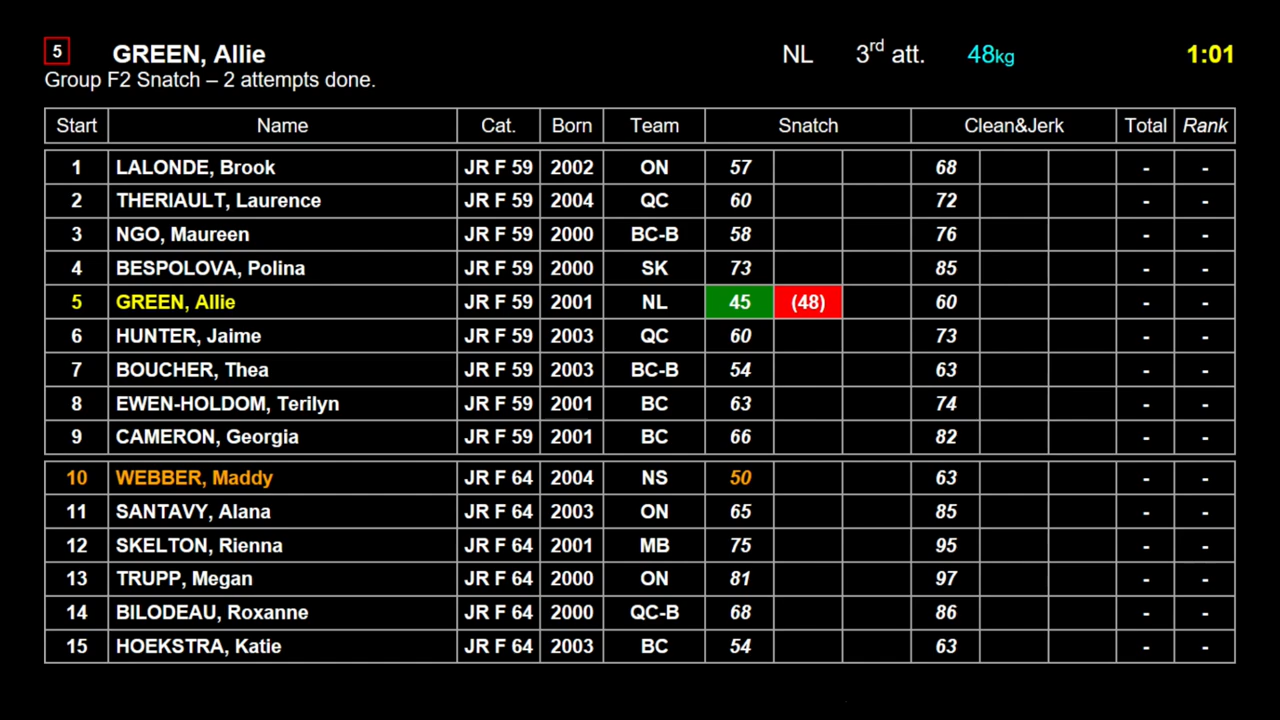 5 GREEN, Allie NL 3rd att. 48kg 1:01
Group F2 Snatch – 2 attempts done.
Start Name Cat. Born Team Snatch Clean&Jerk Total Rank
1 LALONDE, Brook JR F 59 2002 ON 57 68 - -
2 THERIAULT, Laurence JR F 59 2004 QC 60 72 - -
3 NGO, Maureen JR F 59 2000 BC-B 58 76 - -
4 BESPOLOVA, Polina JR F 59 2000 SK 73 85 - -
5 GREEN, Allie JR F 59 2001 NL 45 (48) 60 - -
6 HUNTER, Jaime JR F 59 2003 QC 60 73 - -
7 BOUCHER, Thea JR F 59 2003 BC-B 54 63 - -
8 EWEN-HOLDOM, Terilyn JR F 59 2001 BC 63 74 - -
9 CAMERON, Georgia JR F 59 2001 BC 66 82 - -
10 WEBBER, Maddy JR F 64 2004 NS 50 63 - -
11 SANTAVY, Alana JR F 64 2003 ON 65 85 - -
12 SKELTON, Rienna JR F 64 2001 MB 75 95 - -
13 TRUPP, Megan JR F 64 2000 ON 81 97 - -
14 BILODEAU, Roxanne JR F 64 2000 QC-B 68 86 - -
15 HOEKSTRA, Katie JR F 64 2003 BC 54 63 - -